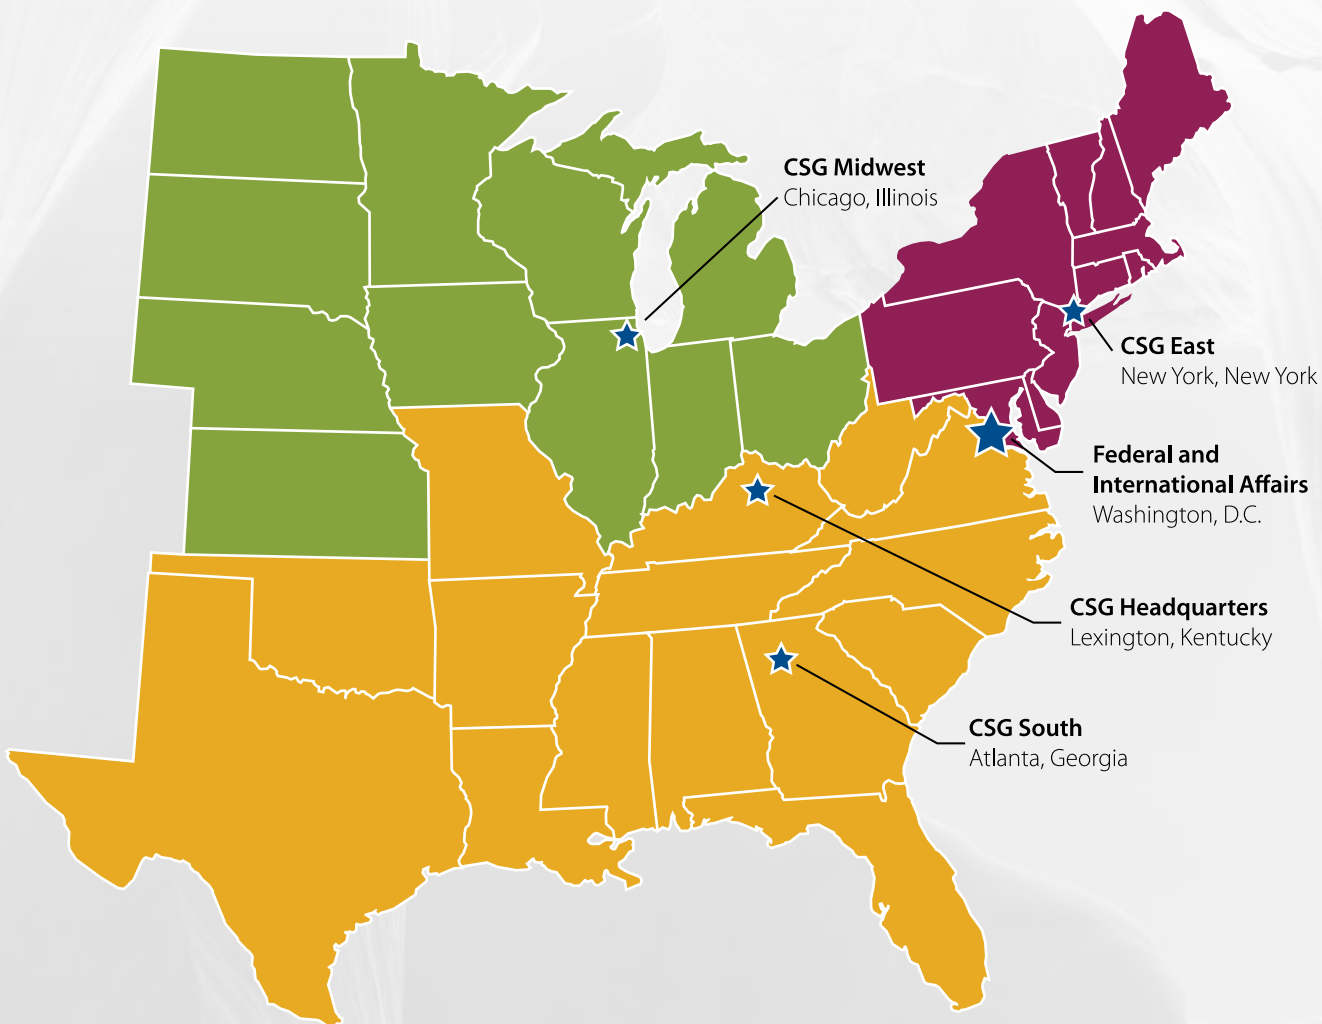 CSG Midwest
Chicago, Illinois
CSG East
New York, New York
Federal and
International Affairs
Washington, D.C.
CSG Headquarters
Lexington, Kentucky
CSG South
Atlanta, Georgia